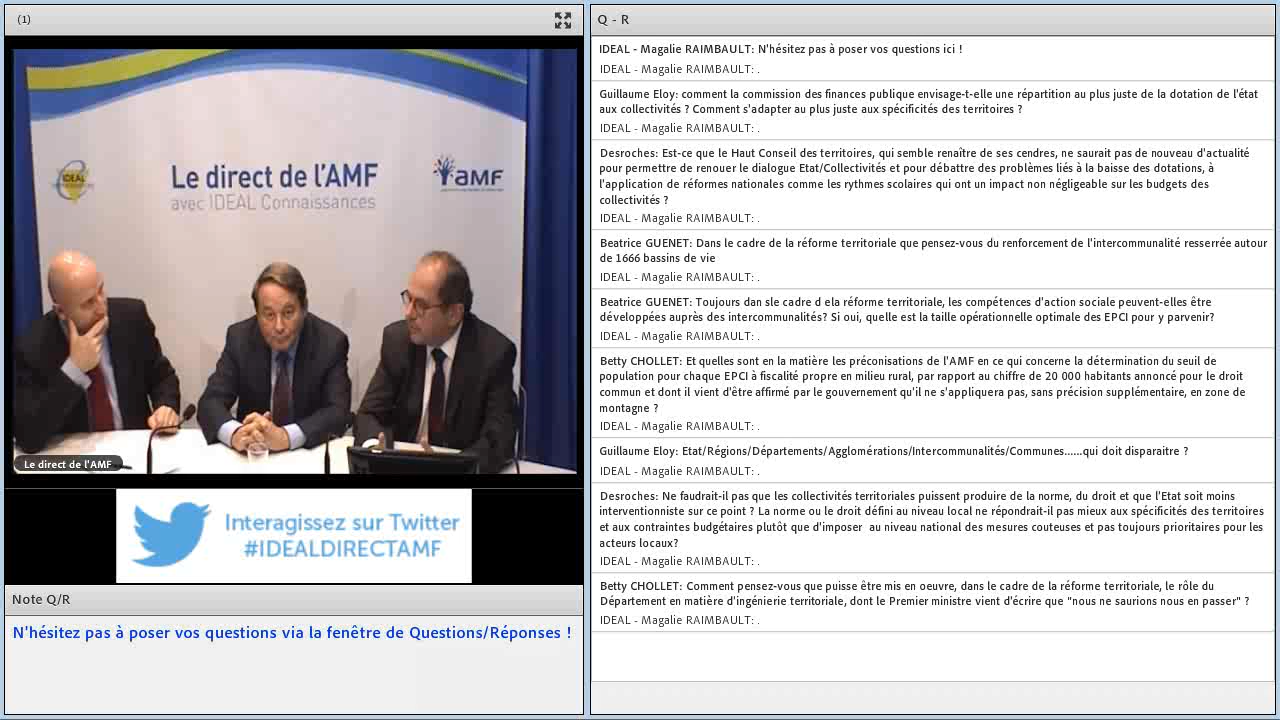 (1)
Le direct de l'AMF
avec IDEAL Connaissances
IDEAL
AMF
Le direct de l'AMF
Interagissez sur Twitter
#IDEALDIRECTAMF
Note Q/R
N'hésitez pas à poser vos questions via la fenêtre de Questions/Réponses !
Q - R
IDEAL - Magalie RAIMBAULT: N'hésitez pas à poser vos questions ici !
IDEAL - Magalie RAIMBAULT: .
Guillaume Eloy: comment la commission des finances publique envisage-t-elle une répartition au plus juste de la dotation de l'état
aux collectivités ? Comment s'adapter au plus juste aux spécificités des territoires ?
IDEAL - Magalie RAIMBAULT: .
Desroches: Est-ce que le Haut Conseil des territoires, qui semble renaître de ses cendres, ne saurait pas de nouveau d'actualité
pour permettre de renouer le dialogue Etat/Collectivités et pour débattre des problèmes liés à la baisse des dotations, à
l'application de réformes nationales comme les rythmes scolaires qui ont un impact non négligeable sur les budgets des
collectivités ?
IDEAL - Magalie RAIMBAULT: .
Beatrice GUENET: Dans le cadre de la réforme territoriale que pensez-vous du renforcement de l'intercommunalité resserrée autour
de 1666 bassins de vie
IDEAL - Magalie RAIMBAULT: .
Beatrice GUENET: Toujours dan sle cadre d ela réforme territoriale, les compétences d'action sociale peuvent-elles être
développées auprès des intercommunalités? Si oui, quelle est la taille opérationnelle optimale des EPCI pour y parvenir?
IDEAL - Magalie RAIMBAULT: .
Betty CHOLLET: Et quelles sont en la matière les préconisations de l'AMF en ce qui concerne la détermination du seuil de
population pour chaque EPCI à fiscalité propre en milieu rural, par rapport au chiffre de 20 000 habitants annoncé pour le droit
commun et dont il vient d'être affirmé par le gouvernement qu'il ne s'appliquera pas, sans précision supplémentaire, en zone de
montagne ?
IDEAL - Magalie RAIMBAULT: .
Guillaume Eloy: Etat/Régions/Départements/Agglomérations/Intercommunalités/Communes......qui doit disparaitre ?
IDEAL - Magalie RAIMBAULT: .
Desroches: Ne faudrait-il pas que les collectivités territoriales puissent produire de la norme, du droit et que l'Etat soit moins
interventionniste sur ce point ? La norme ou le droit défini au niveau local ne répondrait-il pas mieux aux spécificités des territoires
et aux contraintes budgétaires plutôt que d'imposer  au niveau national des mesures couteuses et pas toujours prioritaires pour les
acteurs locaux?
IDEAL - Magalie RAIMBAULT: .
Betty CHOLLET: Comment pensez-vous que puisse être mis en oeuvre, dans le cadre de la réforme territoriale, le rôle du
Département en matière d'ingénierie territoriale, dont le Premier ministre vient d'écrire que "nous ne saurions nous en passer" ?
IDEAL - Magalie RAIMBAULT: .